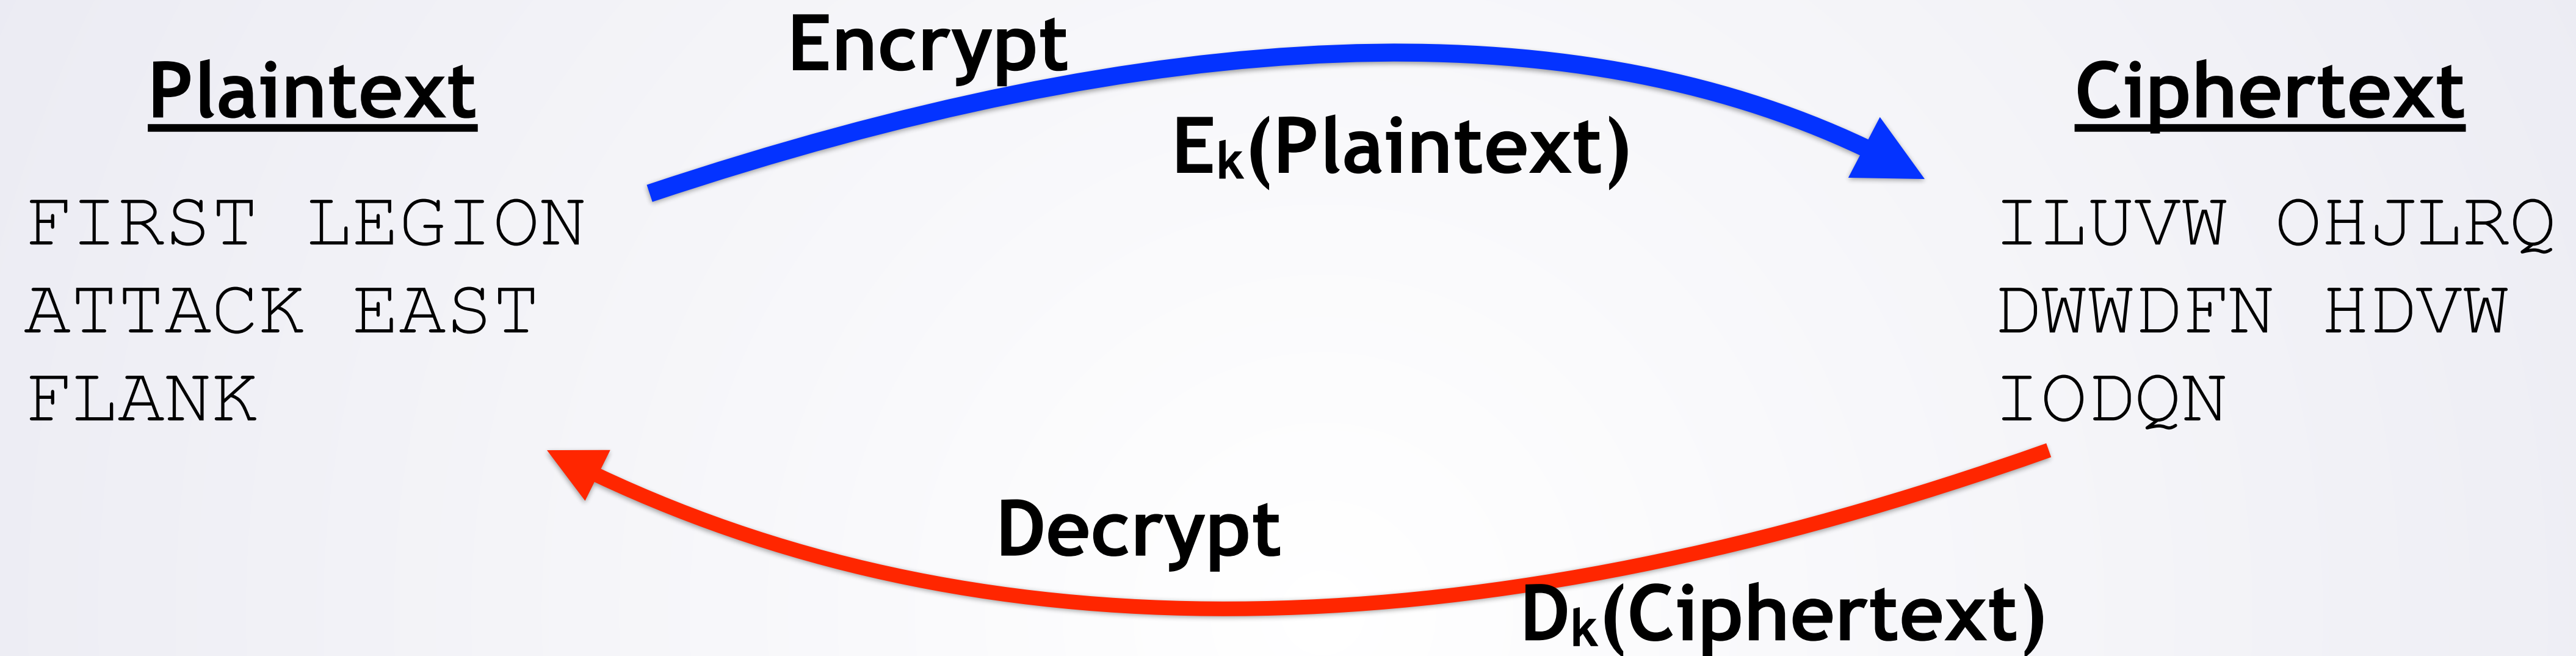 Encrypt
Plaintext
Ciphertext
Ek(Plaintext)
FIRST LEGION
ATTACK EAST
FLANK
ILUVW OHJLRQ
DWWDFN HDVW
IODQN
Decrypt
Dk(Ciphertext)